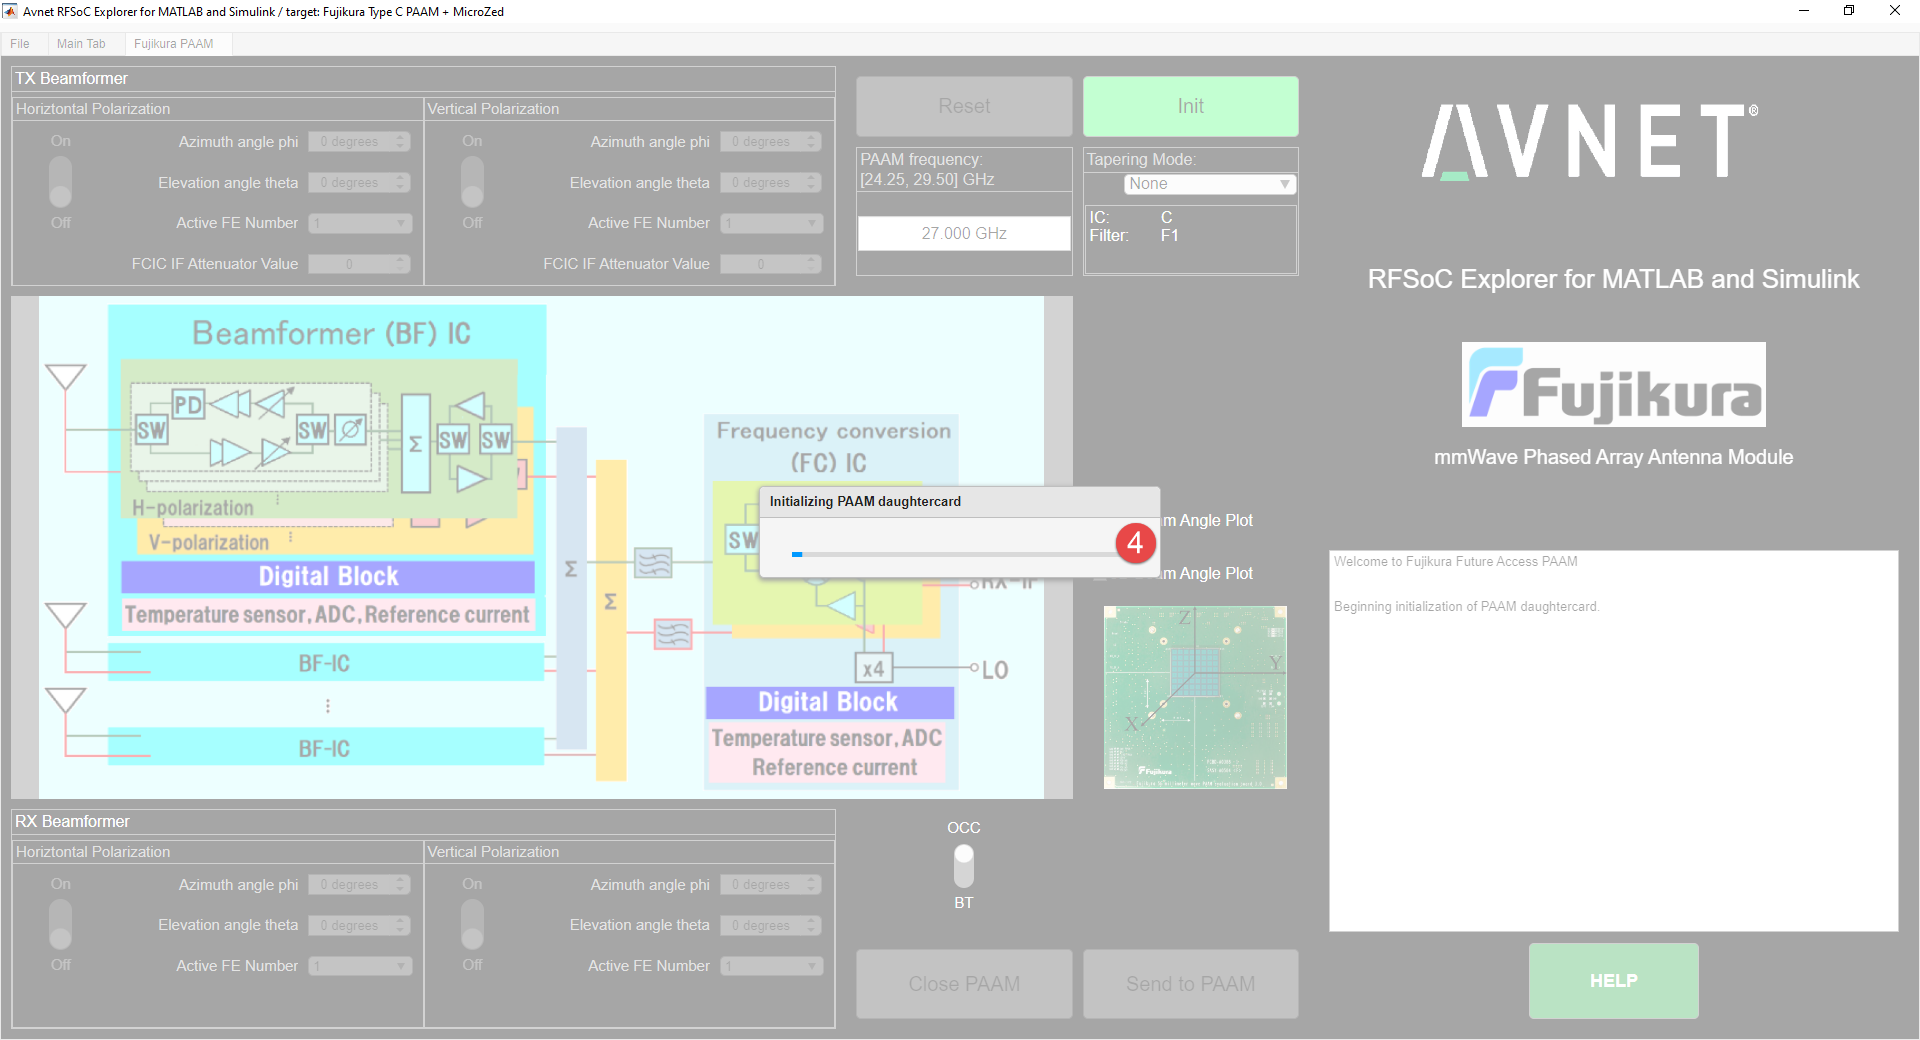 Avnet RFSoC Explorer for MATLAB and Simulink / target: Fujikura Type C PAAM + MicroZed
File
Main Tab
Fujikura PAAM
TX Beamformer
Horiztontal Polarization
On
Off
Azimuth angle phi
0 degrees
Elevation angle theta
0 degrees
Active FE Number
1
FCIC IF Attenuator Value
0
Vertical Polarization
On
Off
Azimuth angle phi
0 degrees
Elevation angle theta
0 degrees
Active FE Number
1
FCIC IF Attenuator Value
0
Reset
Init
PAAM frequency:
[24.25, 29.50] GHz
27.000 GHz
Tapering Mode:
None
IC: C
Filter: F1
AVNET®
RFSoC Explorer for MATLAB and Simulink
Fujikura
mmWave Phased Array Antenna Module
Beamformer (BF) IC
PD
SW
SW
Σ
SW
SW
H-polarization
V-polarization
Digital Block
Temperature sensor, ADC, Reference current
BF-IC
BF-IC
Σ
Σ
Frequency conversion
(FC) IC
SW
RX-IF
x4
LO
Digital Block
Temperature sensor, ADC
Reference current
Initializing PAAM daughtercard
4
m Angle Plot
m Angle Plot
Z
Y
X
Fujikura
Welcome to Fujikura Future Access PAAM
Beginning initialization of PAAM daughtercard.
RX Beamformer
Horiztontal Polarization
On
Off
Azimuth angle phi
0 degrees
Elevation angle theta
0 degrees
Active FE Number
1
Vertical Polarization
On
Off
Azimuth angle phi
0 degrees
Elevation angle theta
0 degrees
Active FE Number
1
OCC
BT
Close PAAM
Send to PAAM
HELP